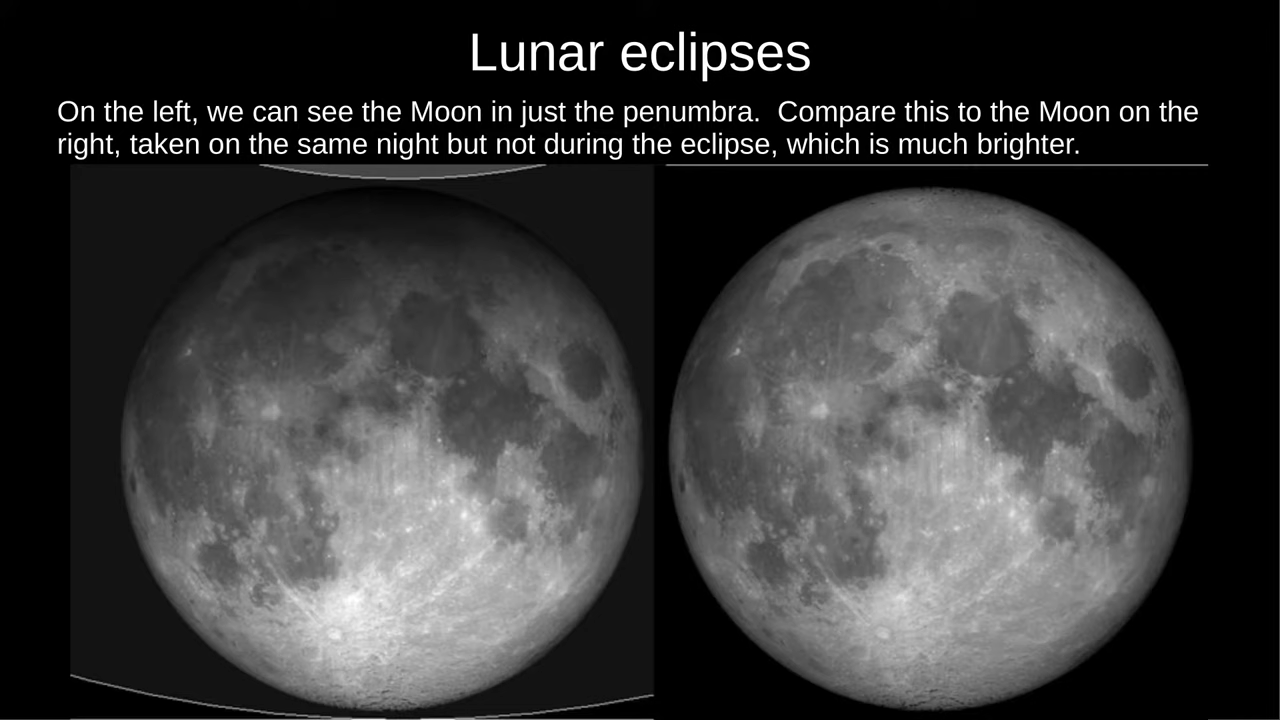 Lunar eclipses
On the left, we can see the Moon in just the penumbra.  Compare this to the Moon on the
right, taken on the same night but not during the eclipse, which is much brighter.